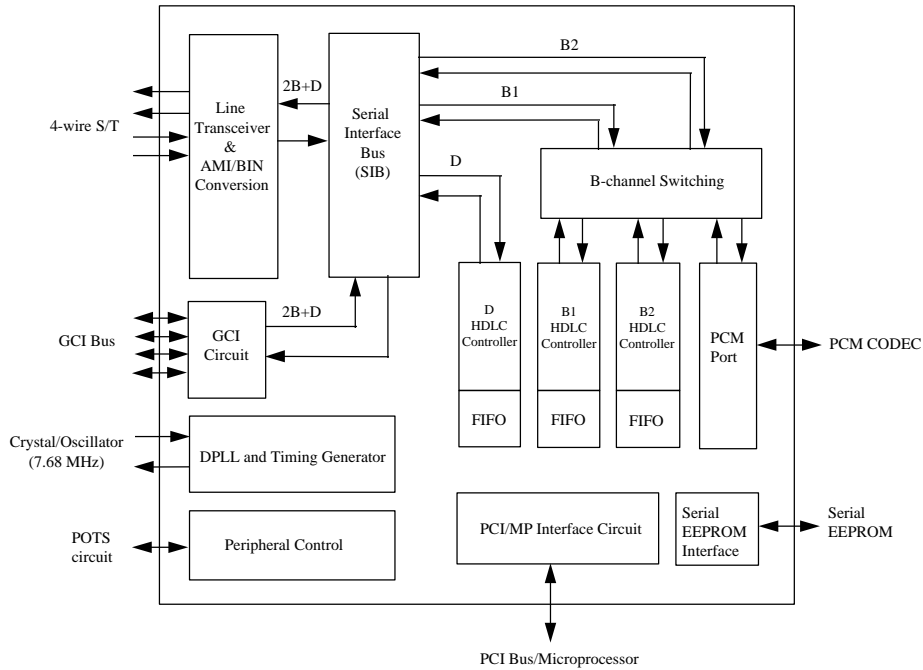 B2
2B+D
B1
4-wire S/T
Line
Transceiver
&
AMI/BIN
Conversion
Serial
Interface
Bus
(SIB)
D
B-channel Switching
GCI Bus
GCI
Circuit
2B+D
D
HDLC
Controller
FIFO
B1
HDLC
Controller
FIFO
B2
HDLC
Controller
FIFO
PCM
Port
PCM CODEC
Crystal/Oscillator
(7.68 MHz)
DPLL and Timing Generator
POTS
circuit
Peripheral Control
PCI/MP Interface Circuit
Serial
EEPROM
Interface
Serial
EEPROM
PCI Bus/Microprocessor